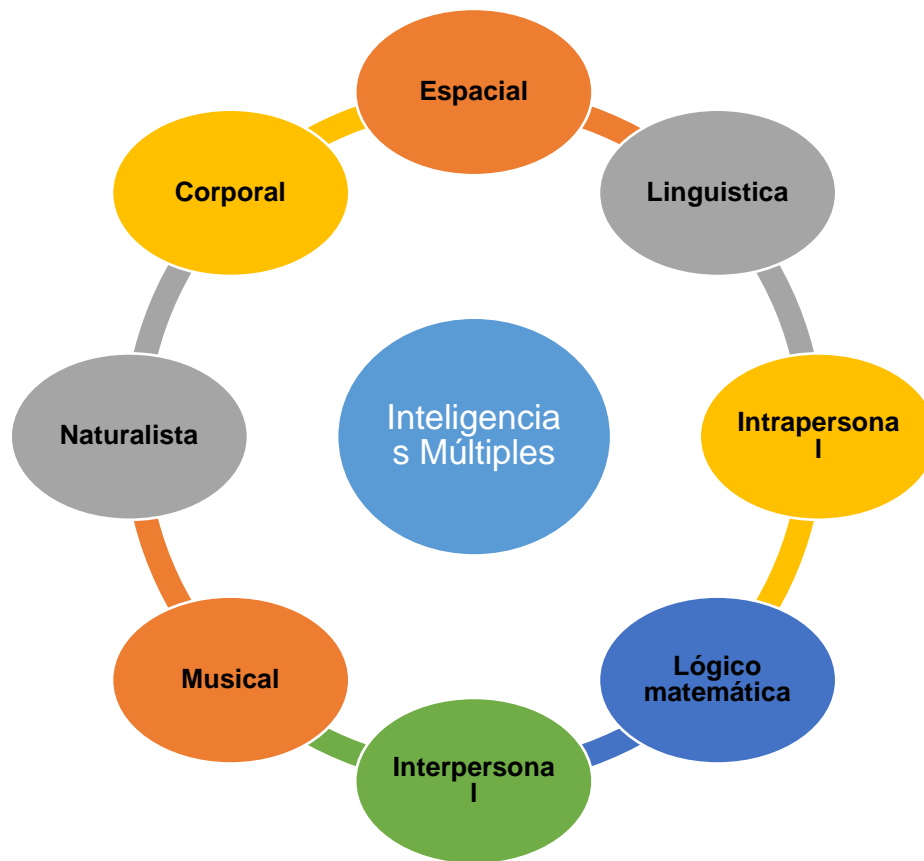 Espacial
Linguistica
Intrapersona
l
Lógico
matemática
Interpersona
l
Musical
Naturalista
Corporal
Inteligencia
s Múltiples